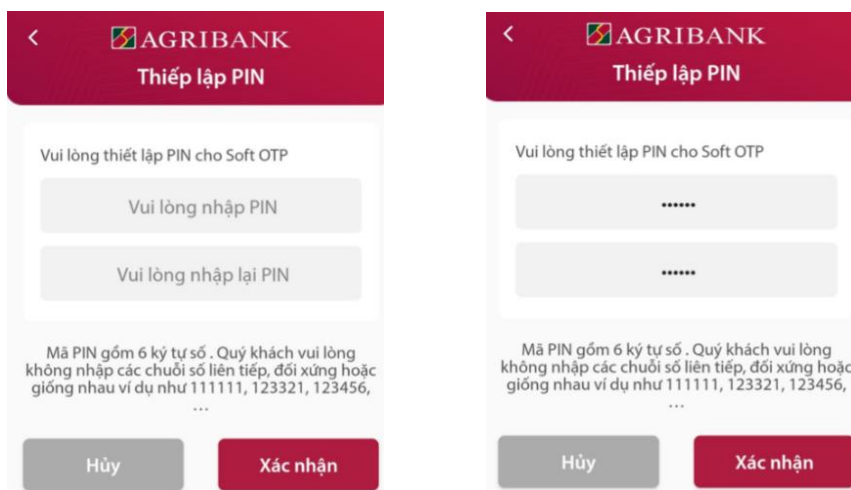 AGRIBANK
Thiếp lập PIN
Vui lòng thiết lập PIN cho Soft OTP
Vui lòng nhập PIN
Vui lòng nhập lại PIN
Mã PIN gồm 6 ký tự số . Quý khách vui lòng
không nhập các chuỗi số liên tiếp, đối xứng hoặc
giống nhau ví dụ như 111111, 123321, 123456,
...
Hủy
Xác nhận
AGRIBANK
Thiếp lập PIN
Vui lòng thiết lập PIN cho Soft OTP
••••••
••••••
Mã PIN gồm 6 ký tự số . Quý khách vui lòng
không nhập các chuỗi số liên tiếp, đối xứng hoặc
giống nhau ví dụ như 111111, 123321, 123456,
...
Hủy
Xác nhận